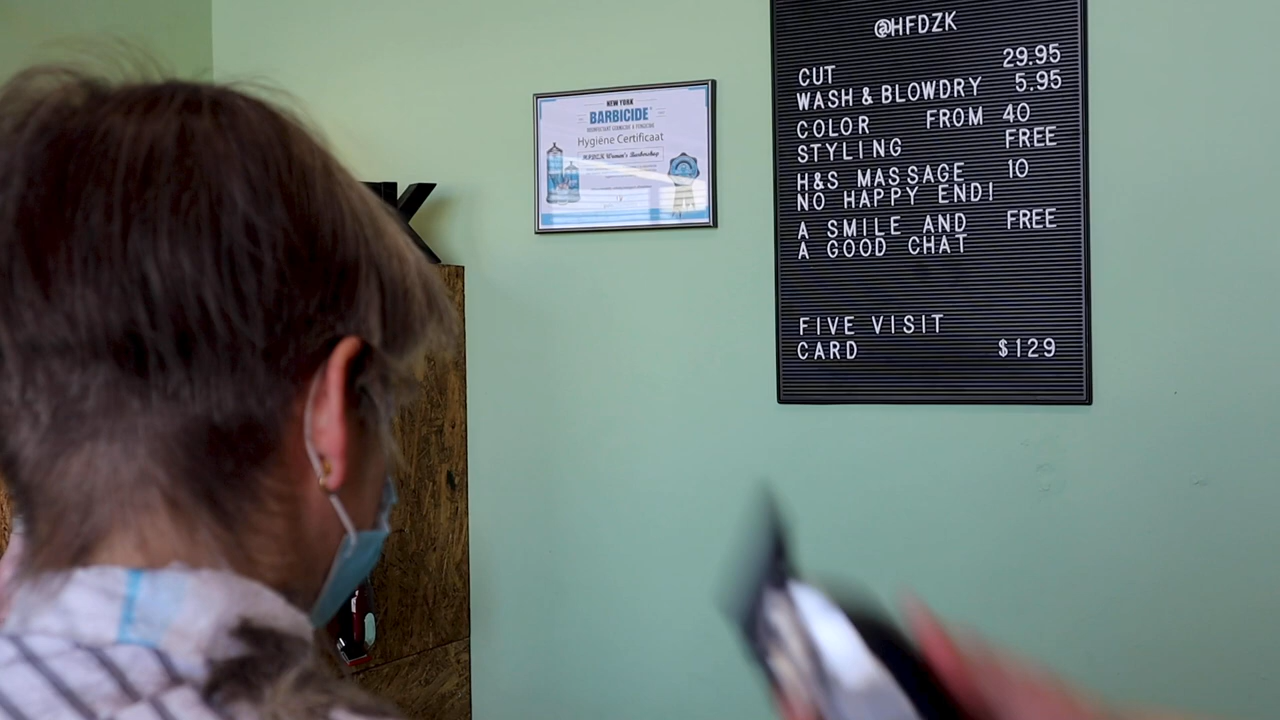 @HFDZK
CUT 29.95
WASH & BLOWDRY 5.95
COLOR FROM 40
STYLING FREE
H&S MASSAGE 10
NO HAPPY END!
A SMILE AND FREE
A GOOD CHAT
FIVE VISIT
CARD $129
NEW YORK
BARBICIDE
Hygiëne Certificaat
K